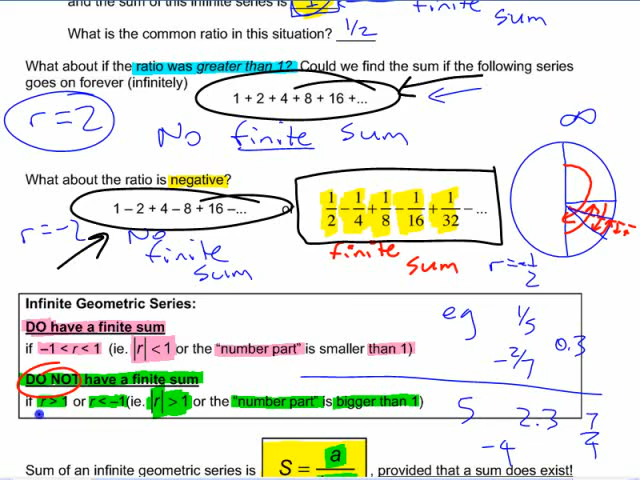 and the sum of this infinite series is 1 finite sum
What is the common ratio in this situation? 1/2
What about if the ratio was greater than 1? Could we find the sum if the following series
goes on forever (infinitely)
1 + 2 + 4 + 8 + 16 +...
r = 2
No finite sum
∞
What about the ratio is negative?
1 – 2 + 4 – 8 + 16 –... or 1/2 - 1/4 + 1/8 - 1/16 + 1/32 - ...
r = -2
No finite sum
finite sum
r = -1/2
Infinite Geometric Series:
DO have a finite sum
if -1 < r < 1 (ie. |r| < 1 or the "number part" is smaller than 1)
DO NOT have a finite sum
if r > 1 or r < -1(ie. |r| > 1 or the "number part" is bigger than 1)
eg 1/5
-2/7 0.3
5 2.3 7/4
-4
Sum of an infinite geometric series is S = a , provided that a sum does exist!